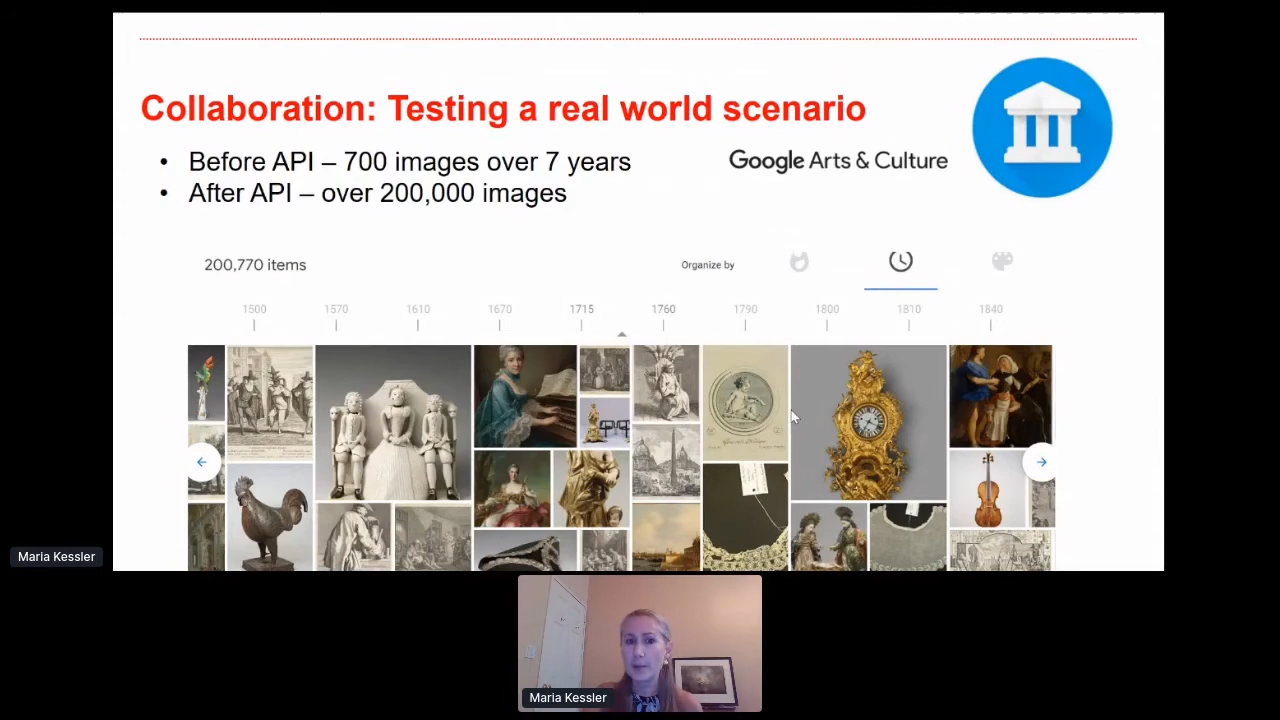 Collaboration: Testing a real world scenario
• Before API – 700 images over 7 years
• After API – over 200,000 images
Google Arts & Culture
200,770 items
Organize by
1500 1570 1610 1670 1715 1760 1790 1800 1810 1840
Maria Kessler
Maria Kessler